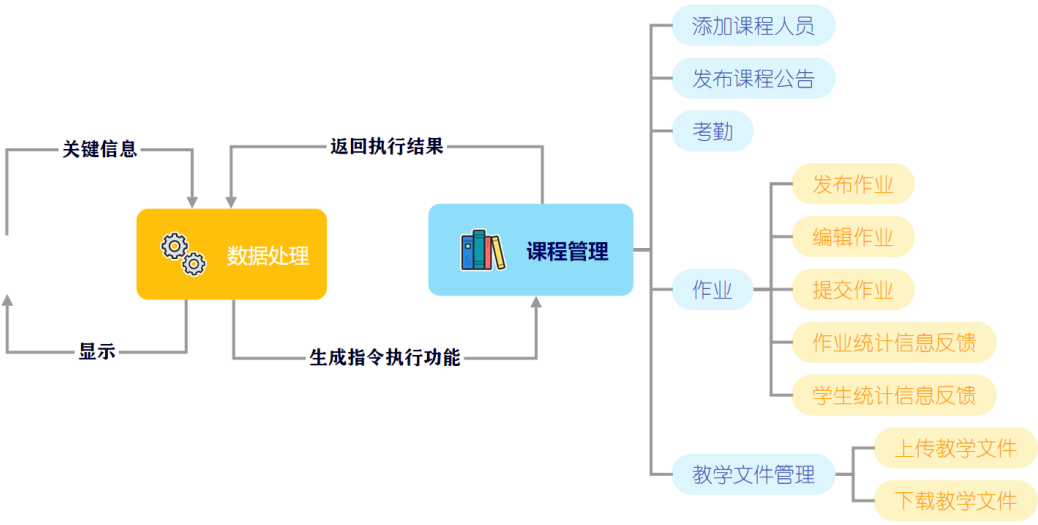 添加课程人员
发布课程公告
考勤
关键信息
返回执行结果
发布作业
编辑作业
数据处理
课程管理
作业
提交作业
显示
生成指令执行功能
作业统计信息反馈
学生统计信息反馈
上传教学文件
教学文件管理
下载教学文件